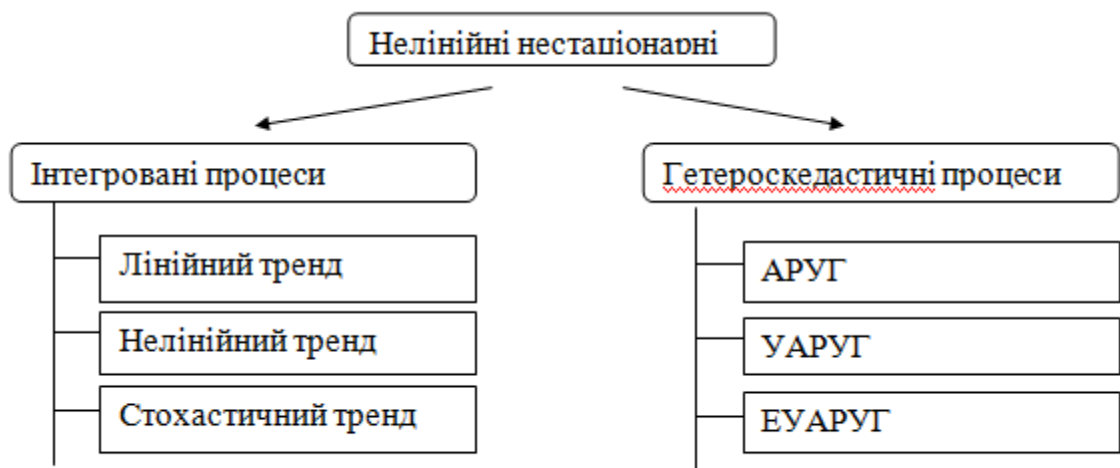 Нелінійні нестаціонарні
Інтегровані процеси
Лінійний тренд
Нелінійний тренд
Стохастичний тренд
Гетероскедастичні процеси
АРУГ
УАРУГ
ЕУАРУГ